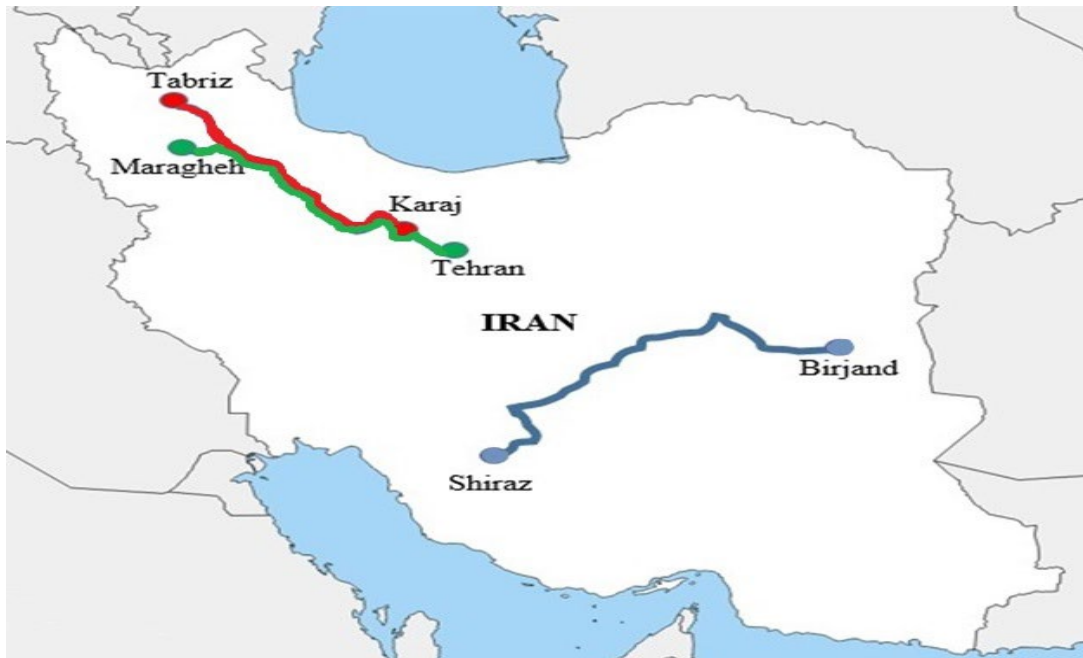 Tabriz
Maragheh
Karaj
Tehran
IRAN
Birjand
Shiraz